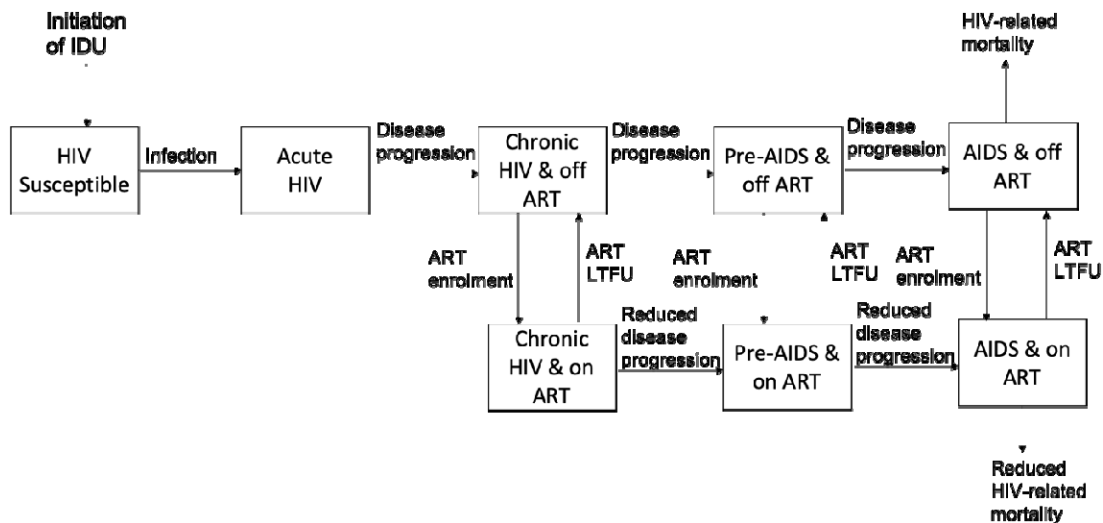 Initiation
of IDU
HIV-related
mortality
HIV
Susceptible
Infection
Acute
HIV
Disease
progression
Chronic
HIV & off
ART
Disease
progression
Pre-AIDS &
off ART
Disease
progression
AIDS & off
ART
ART
enrolment
ART
LTFU
ART
enrolment
ART
LTFU
ART
enrolment
ART
LTFU
Chronic
HIV & on
ART
Reduced
disease
progression
Pre-AIDS &
on ART
Reduced
disease
progression
AIDS & on
ART
Reduced
HIV-related
mortality